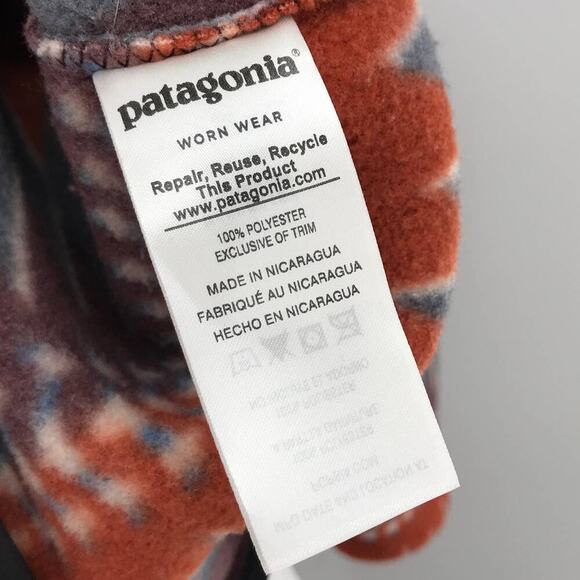 patagonia®
WORN WEAR
Repair, Reuse, Recycle
This Product
www.patagonia.com
100% POLYESTER
EXCLUSIVE OF TRIM
MADE IN NICARAGUA
FABRIQUÉ AU NICARAGUA
HECHO EN NICARAGUA